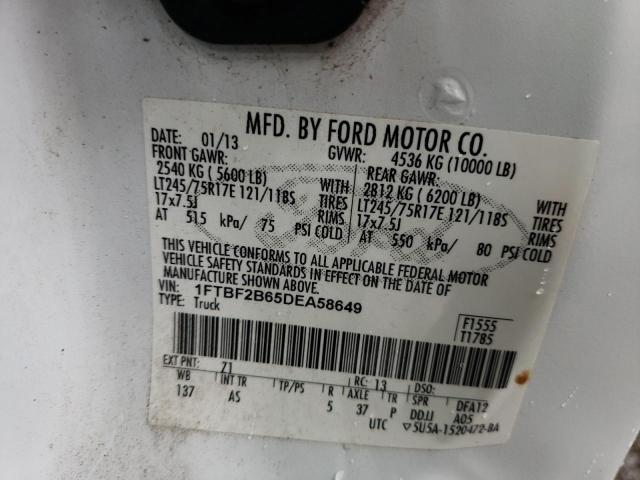 MFD. BY FORD MOTOR CO.
DATE: 01/13 GVWR: 4536 KG (10000 LB)
FRONT GAWR: REAR GAWR:
2540 KG ( 5600 LB) WITH 2812 KG ( 6200 LB) WITH
LT245/75R17E 121/118S TIRES LT245/75R17E 121/118S TIRES
17x7.5J RIMS 17x7.5J RIMS
AT 515 kPa/ 75 PSI COLD AT 550 kPa/ 80 PSI COLD
THIS VEHICLE CONFORMS TO ALL APPLICABLE FEDERAL MOTOR
VEHICLE SAFETY STANDARDS IN EFFECT ON THE DATE OF
MANUFACTURE SHOWN ABOVE.
VIN: 1FTBF2B65DEA58649
TYPE: Truck
F1555
T1785
EXT PNT: Z1 RC: 13 DSO:
WB INT TR TP/PS R AXLE TR SPR DFA12
137 AS 5 37 P DDJJ A05
UTC 5U5A-1520472-BA